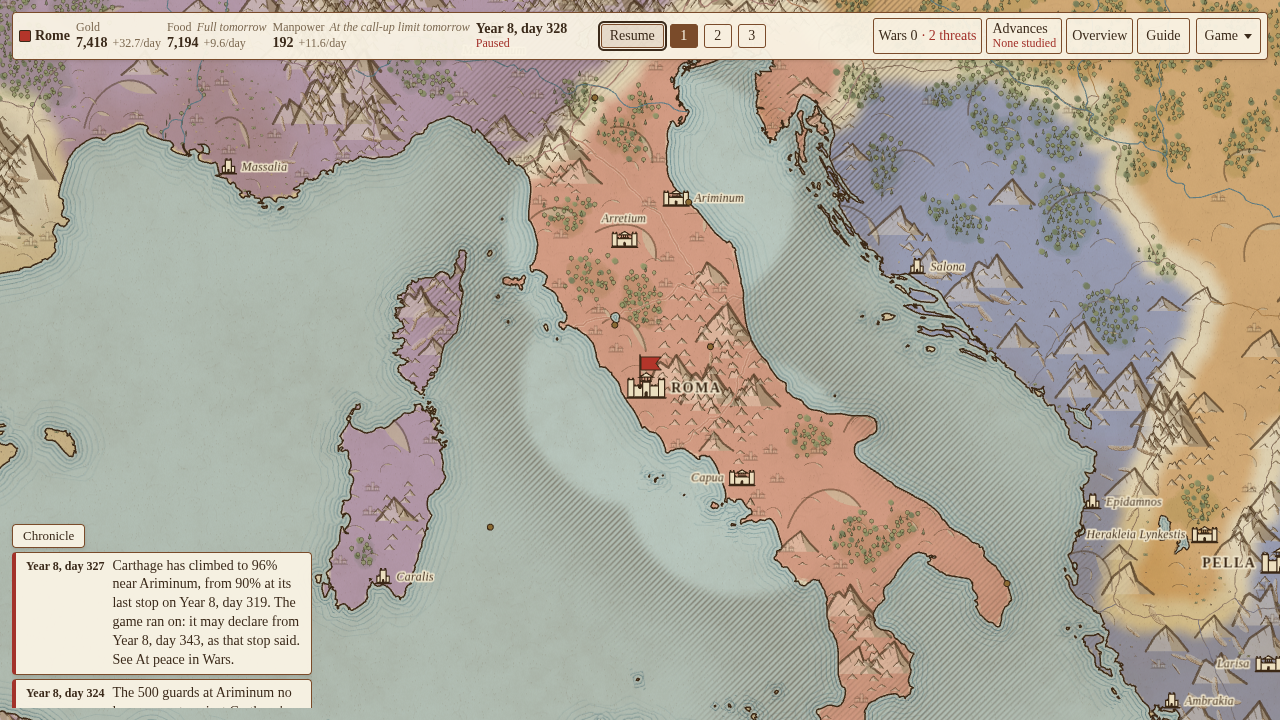 Rome
Gold
7,418 +32.7/day
Food Full tomorrow
7,194 +9.6/day
Manpower At the call-up limit tomorrow
192 +11.6/day
Year 8, day 328
Paused
Resume
1
2
3
Wars 0 · 2 threats
Advances
None studied
Overview
Guide
Game
Massalia
Ariminum
Arretium
Salona
ROMA
Capua
Epidamnos
Herakleia Lynkestis
PELLA
Caralis
Larisa
Ambrakia
Chronicle
Year 8, day 327 Carthage has climbed to 96%
near Ariminum, from 90% at its
last stop on Year 8, day 319. The
game ran on: it may declare from
Year 8, day 343, as that stop said.
See At peace in Wars.
Year 8, day 324 The 500 guards at Ariminum no